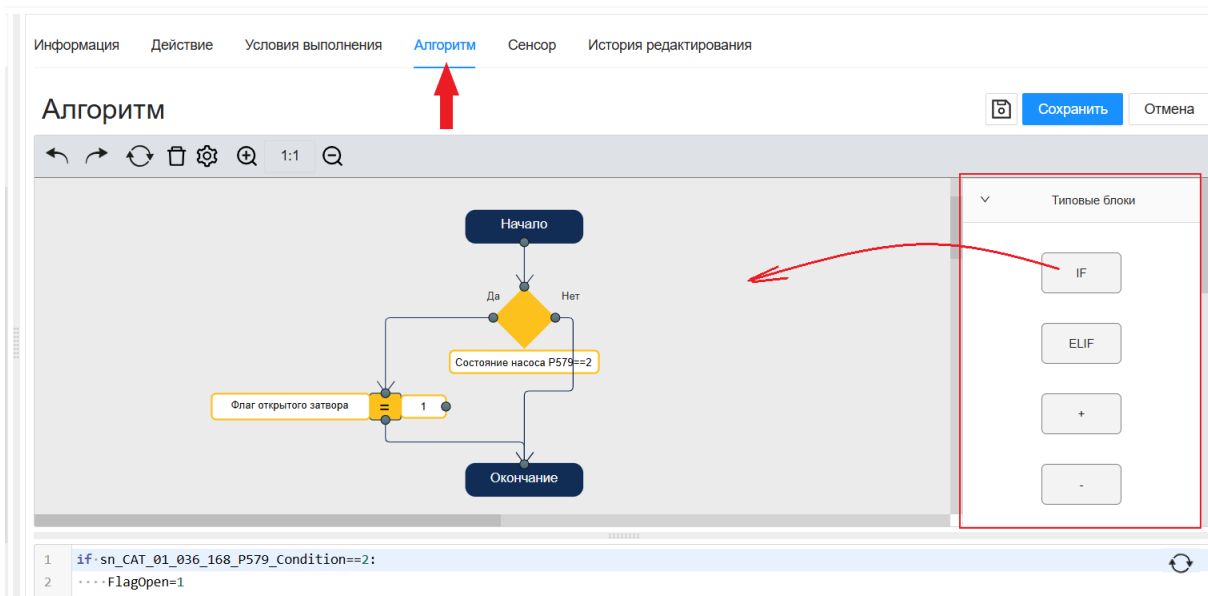 Информация Действие Условия выполнения Алгоритм Сенсор История редактирования
Алгоритм Сохранить Отмена
1:1
Типовые блоки
Начало
IF
Да Нет
ELIF
Состояние насоса P579==2
Флаг открытого затвора = 1
+
Окончание
-
1 if·sn_CAT_01_036_168_P579_Condition==2:
2 ····FlagOpen=1